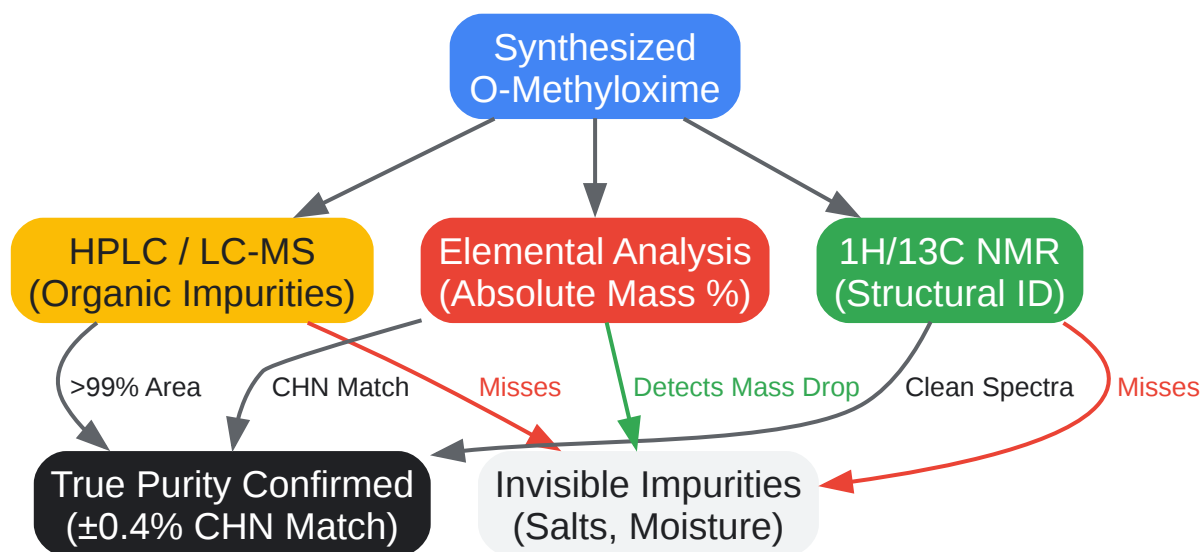 Synthesized
O-Methyloxime
HPLC / LC-MS
(Organic Impurities)
Elemental Analysis
(Absolute Mass %)
1H/13C NMR
(Structural ID)
>99% Area
CHN Match
Misses
Detects Mass Drop
Clean Spectra
Misses
True Purity Confirmed
(±0.4% CHN Match)
Invisible Impurities
(Salts, Moisture)